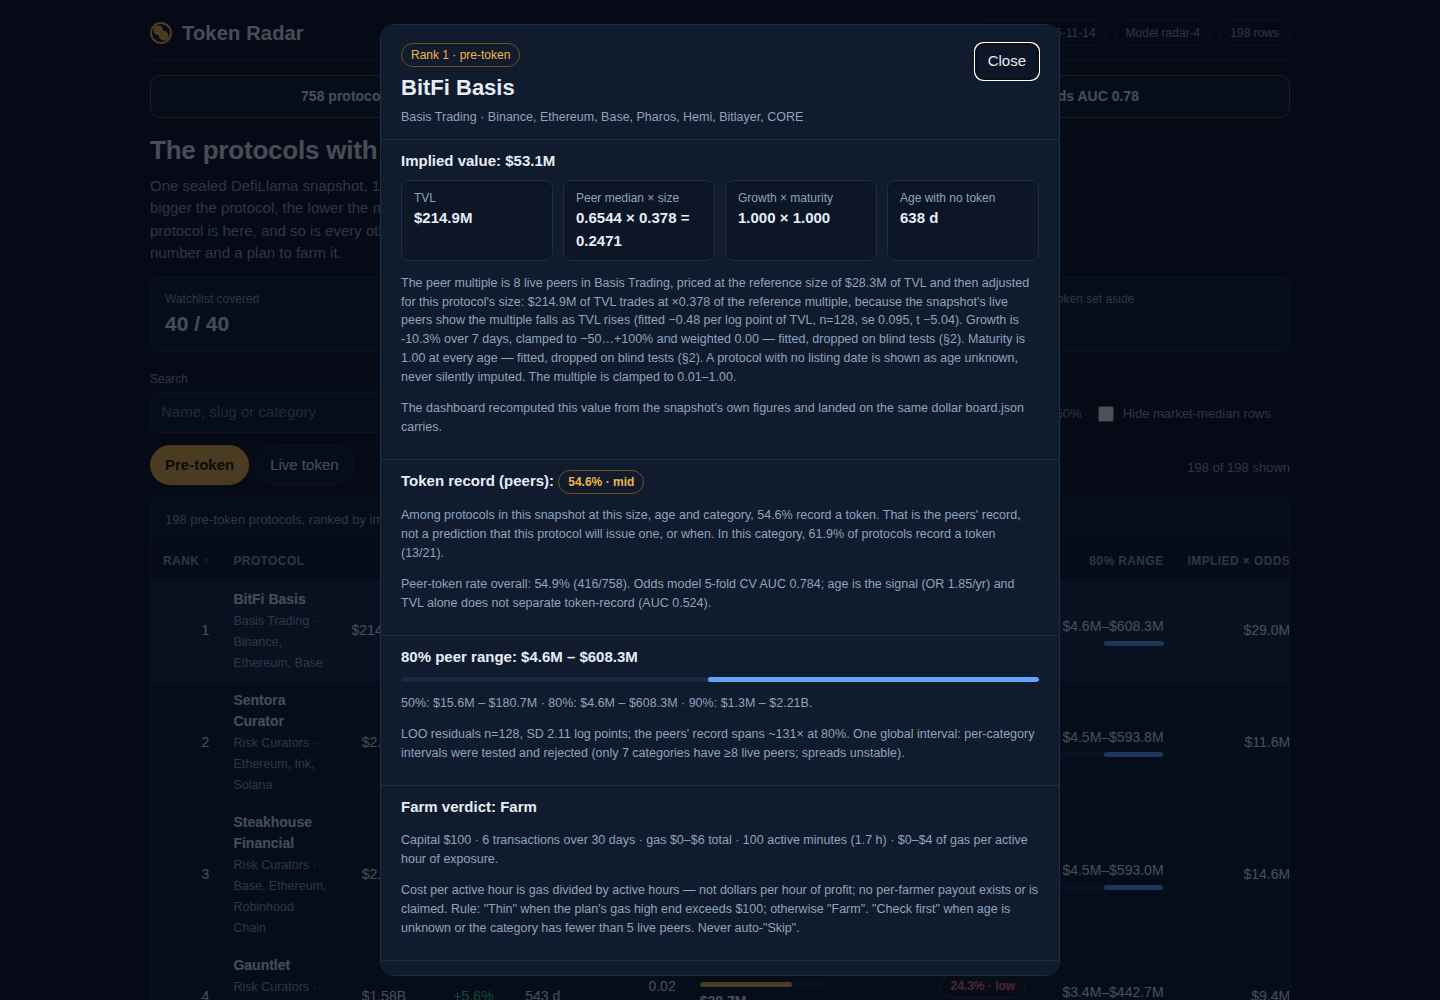 Token Radar
5-11-14
Model radar-4
198 rows
758 protoco
ds AUC 0.78
The protocols with
One sealed DefiLlama snapshot, 1
bigger the protocol, the lower the m
protocol is here, and so is every oth
number and a plan to farm it.
Watchlist covered
40 / 40
oken set aside
Search
Name, slug or category
50%
Hide market-median rows
Pre-token
Live token
198 of 198 shown
198 pre-token protocols, ranked by im
RANK ↑
PROTOCOL
80% RANGE
IMPLIED × ODDS
1
BitFi Basis
Basis Trading ·
Binance,
Ethereum, Base
$214
$4.6M–$608.3M
$29.0M
2
Sentora
Curator
Risk Curators ·
Ethereum, Ink,
Solana
$2.
$4.5M–$593.8M
$11.6M
3
Steakhouse
Financial
Risk Curators ·
Base, Ethereum,
Robinhood
Chain
$2.
$4.5M–$593.0M
$14.6M
4
Gauntlet
Risk Curators ·
$1.58B
+5.6%
543 d
0.02
$28.7M
24.3% · low
$3.4M–$442.7M
$9.4M
Rank 1 · pre-token
Close
BitFi Basis
Basis Trading · Binance, Ethereum, Base, Pharos, Hemi, Bitlayer, CORE
Implied value: $53.1M
TVL
$214.9M
Peer median × size
0.6544 × 0.378 =
0.2471
Growth × maturity
1.000 × 1.000
Age with no token
638 d
The peer multiple is 8 live peers in Basis Trading, priced at the reference size of $28.3M of TVL and then adjusted
for this protocol's size: $214.9M of TVL trades at ×0.378 of the reference multiple, because the snapshot's live
peers show the multiple falls as TVL rises (fitted −0.48 per log point of TVL, n=128, se 0.095, t −5.04). Growth is
-10.3% over 7 days, clamped to −50…+100% and weighted 0.00 — fitted, dropped on blind tests (§2). Maturity is
1.00 at every age — fitted, dropped on blind tests (§2). A protocol with no listing date is shown as age unknown,
never silently imputed. The multiple is clamped to 0.01–1.00.
The dashboard recomputed this value from the snapshot's own figures and landed on the same dollar board.json
carries.
Token record (peers): 54.6% · mid
Among protocols in this snapshot at this size, age and category, 54.6% record a token. That is the peers' record,
not a prediction that this protocol will issue one, or when. In this category, 61.9% of protocols record a token
(13/21).
Peer-token rate overall: 54.9% (416/758). Odds model 5-fold CV AUC 0.784; age is the signal (OR 1.85/yr) and
TVL alone does not separate token-record (AUC 0.524).
80% peer range: $4.6M – $608.3M
50%: $15.6M – $180.7M · 80%: $4.6M – $608.3M · 90%: $1.3M – $2.21B.
LOO residuals n=128, SD 2.11 log points; the peers' record spans ~131× at 80%. One global interval: per-category
intervals were tested and rejected (only 7 categories have ≥8 live peers; spreads unstable).
Farm verdict: Farm
Capital $100 · 6 transactions over 30 days · gas $0–$6 total · 100 active minutes (1.7 h) · $0–$4 of gas per active
hour of exposure.
Cost per active hour is gas divided by active hours — not dollars per hour of profit; no per-farmer payout exists or is
claimed. Rule: "Thin" when the plan's gas high end exceeds $100; otherwise "Farm". "Check first" when age is
unknown or the category has fewer than 5 live peers. Never auto-"Skip".